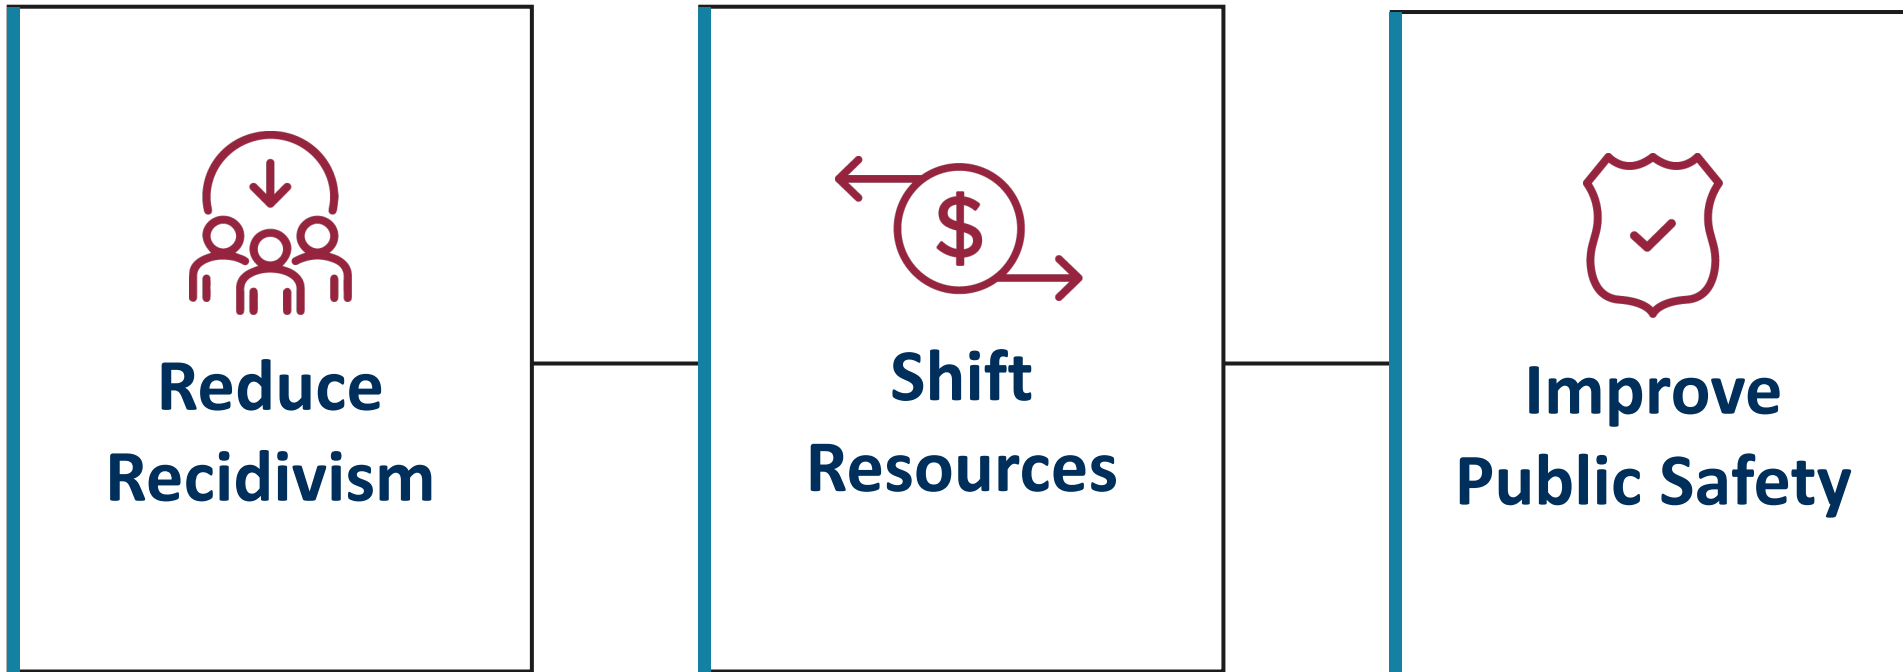 Reduce
Recidivism
Shift
Resources
Improve
Public Safety